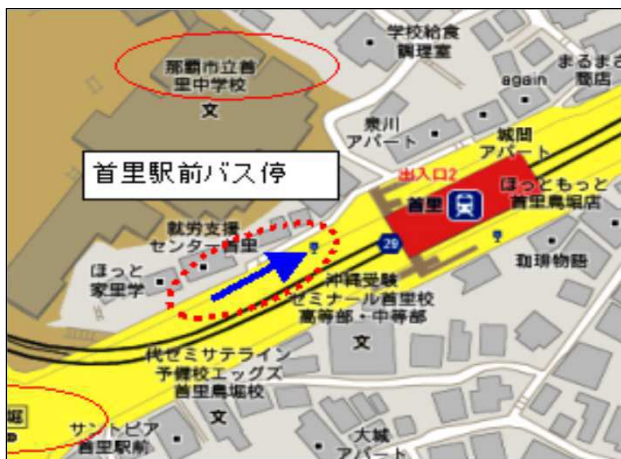 学校給食
調理室
那覇市立首
里中学校
文
again
まるまさ
商店
衆川
アパート
城間
アパート
首里駅前バス停
出入口2
首里
ほっともっと
首里鳥堀店
就労支援
センター首里
29
珈琲物語
ほっと
家里学
沖縄受験
ゼミナール首里校
高等部・中等部
文
代ゼミサテライン
予備校エッグズ
首里鳥堀校
堀
文
サントピア
首里駅前
大城
アパート